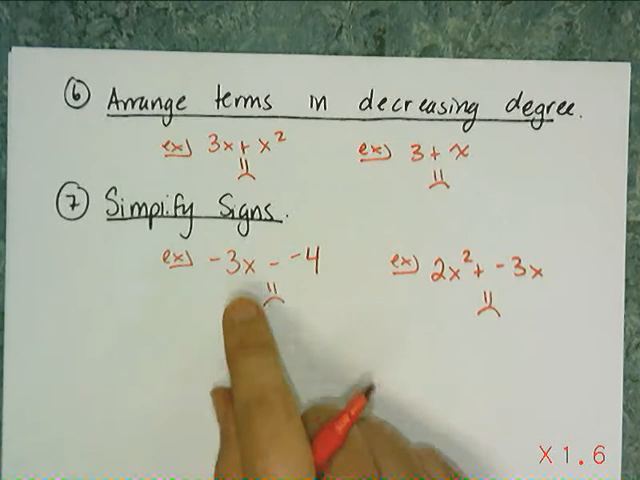 ⑥ Arrange terms in decreasing degree.
ex) 3x + x² ex) 3 + x
⑦ Simplify Signs.
ex) -3x - -4 ex) 2x² + -3x
X1.6